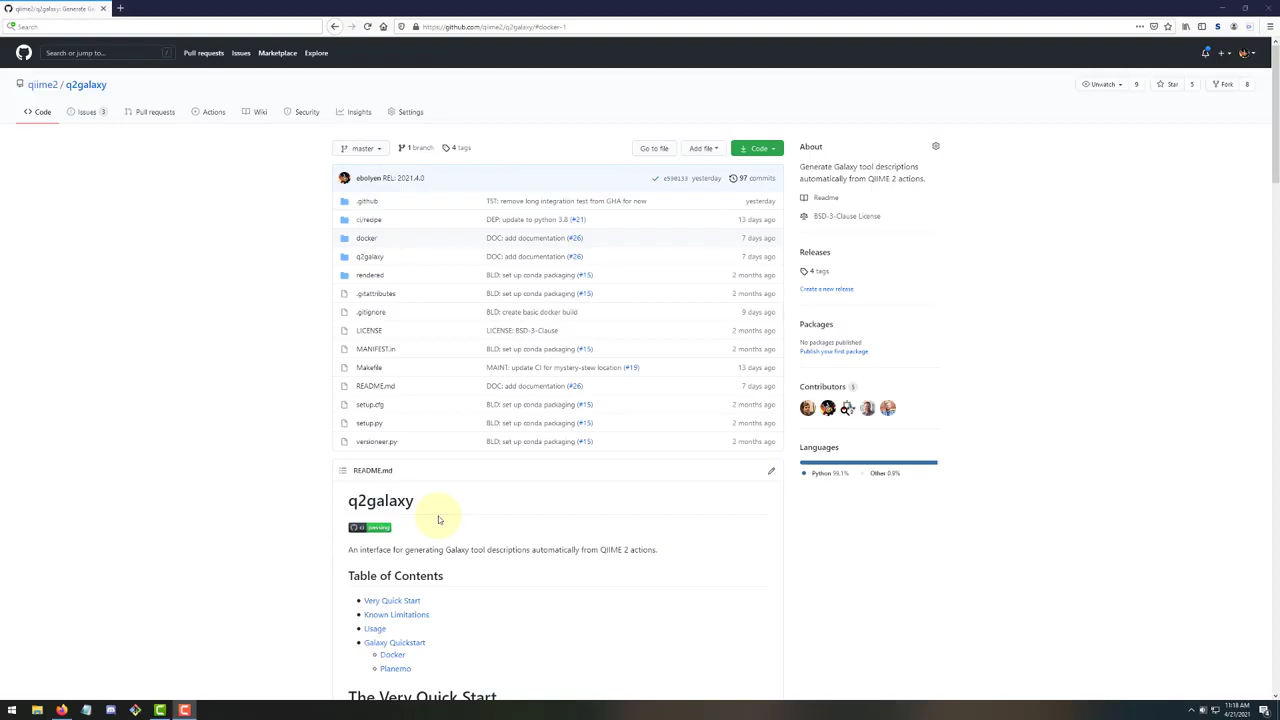 qiime2/q2galaxy: Generate G
Search
https://github.com/qiime2/q2galaxy/#docker-1
Search or jump to... /
Pull requests Issues Marketplace Explore
qiime2 / q2galaxy
Unwatch 9 Star 5 Fork 8
Code Issues 3 Pull requests Actions Wiki Security Insights Settings
master 1 branch 4 tags Go to file Add file Code
ebolyen REL: 2021.4.0 yesterday 97 commits
.github TST: remove long integration test from GHA for now yesterday
ci/recipe DEP: update to python 3.8 (#21) 13 days ago
docker DOC: add documentation (#26) 7 days ago
q2galaxy DOC: add documentation (#26) 7 days ago
rendered BLD: set up conda packaging (#15) 2 months ago
.gitattributes BLD: set up conda packaging (#15) 2 months ago
.gitignore BLD: create basic docker build 9 days ago
LICENSE LICENSE: BSD-3-Clause 2 months ago
MANIFEST.in BLD: set up conda packaging (#15) 2 months ago
Makefile MAINT: update CI for mystery-stew location (#19) 13 days ago
README.md DOC: add documentation (#26) 7 days ago
setup.cfg BLD: set up conda packaging (#15) 2 months ago
setup.py BLD: set up conda packaging (#15) 2 months ago
versioneer.py BLD: set up conda packaging (#15) 2 months ago
README.md
q2galaxy
ci passing
An interface for generating Galaxy tool descriptions automatically from QIIME 2 actions.
Table of Contents
Very Quick Start
Known Limitations
Usage
Galaxy Quickstart
Docker
Planemo
The Very Quick Start
About
Generate Galaxy tool descriptions
automatically from QIIME 2 actions.
Readme
BSD-3-Clause License
Releases
4 tags
Create a new release
Packages
No packages published
Publish your first package
Contributors 5
Languages
Python 99.1% Other 0.9%
11:18 AM
4/21/2021